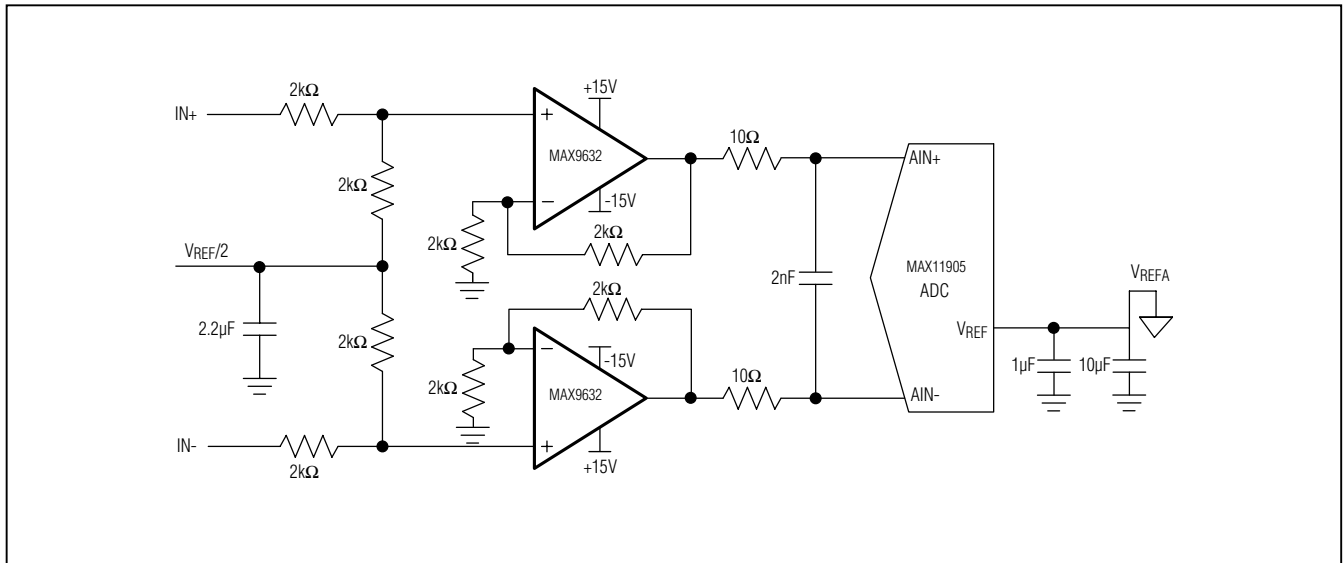 2kΩ
+15V
IN+
10Ω
+
AIN+
MAX9632
2kΩ
-15V
−
2kΩ
2kΩ
VREF/2
MAX11905
ADC
VREFA
2nF
2kΩ
VREF
2.2µF
2kΩ
−
-15V
1µF
10µF
2kΩ
MAX9632
10Ω
AIN-
IN-
+
+15V
2kΩ